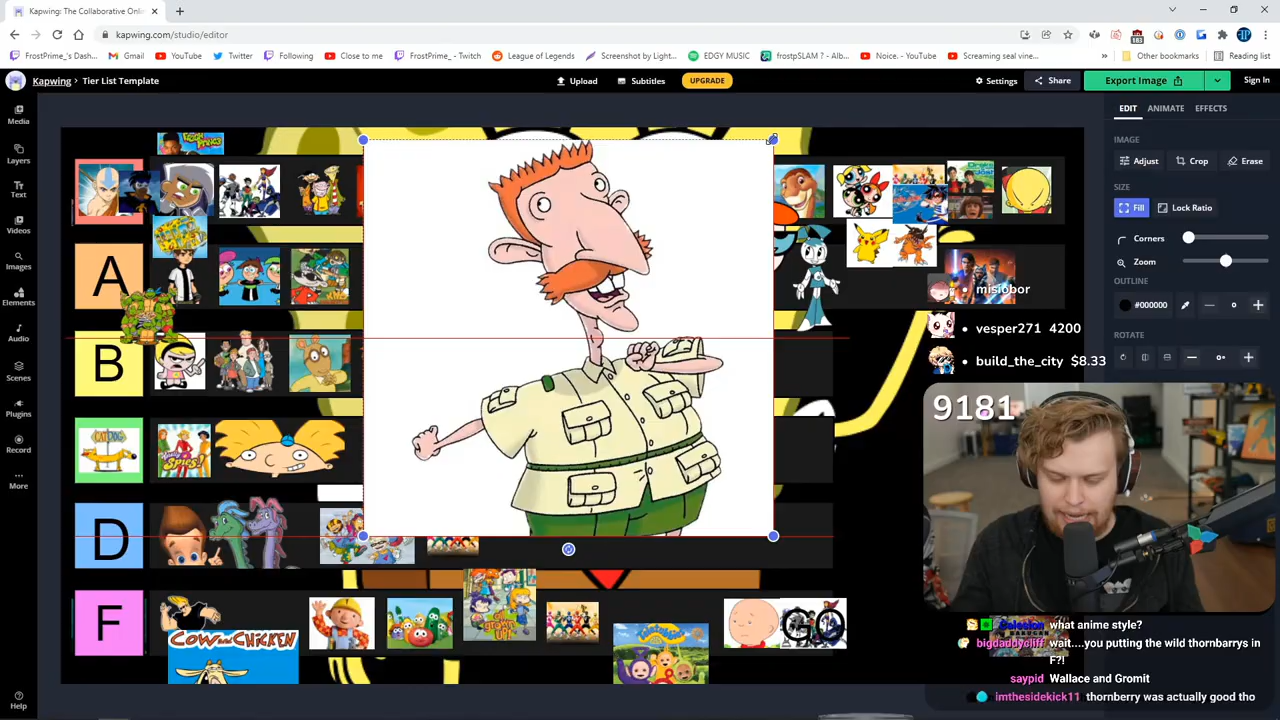 Kapwing: The Collaborative Onli
kapwing.com/studio/editor
FrostPrime_'s Dash...
Gmail
YouTube
Twitter
Following
Close to me
FrostPrime_ - Twitch
League of Legends
Screenshot by Light...
EDGY MUSIC
frostpSLAM ? - Alb...
Noice. - YouTube
Screaming seal vine...
»
Other bookmarks
Reading list
Kapwing › Tier List Template
Upload
Subtitles
UPGRADE
Settings
Share
Export Image
Sign In
Media
Layers
Text
Videos
Images
Elements
Audio
Scenes
Plugins
Record
More
Help
EDIT ANIMATE EFFECTS
IMAGE
Adjust
Crop
Erase
SIZE
Fill
Lock Ratio
Corners
Zoom
OUTLINE
#000000
ROTATE
A
B
CATDOG
D
F
COW and CHICKEN
GO
misiobor
vesper271 4200
build_the_city $8.33
9181
what anime style?
bigdaddycliff wait....you putting the wild thornbarrys in
F?!
saypid Wallace and Gromit
imthesidekick11 thornberry was actually good tho